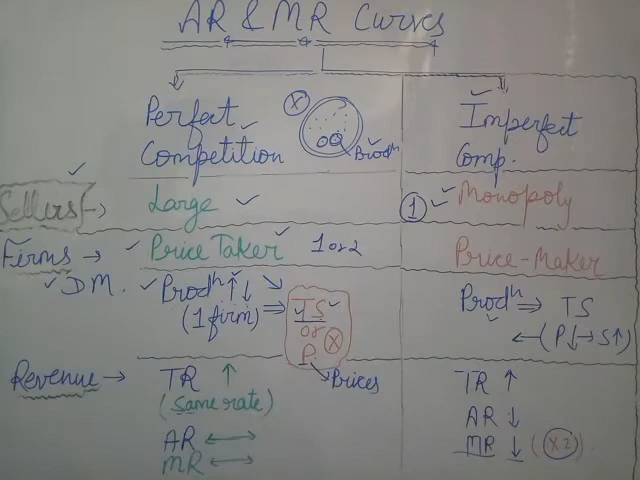 AR & MR Curves
Perfect Competition
Prodⁿ
Imperfect Comp.
Sellers → Large
1 Monopoly
Firms → Price Taker 1 or 2
Price-Maker
DM. Prodⁿ ↑↓
(1 firm) ⇒ TS
or
P
Prices
Prodⁿ ⇒ TS
← (P↓→S↑)
Revenue → TR ↑
(same rate)
AR ↔
MR ↔
TR ↑
AR ↓
MR ↓ (X2)